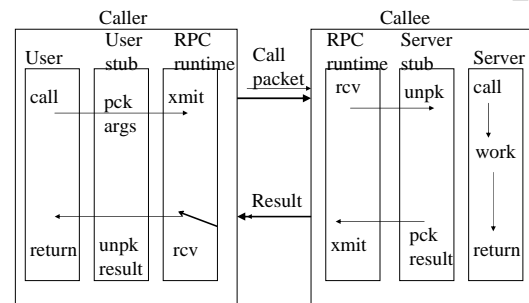 Caller
Callee
User
User
stub
RPC
runtime
Call
packet
RPC
runtime
Server
stub
Server
call
pck
args
xmit
rcv
unpk
call
work
Result
return
unpk
result
rcv
xmit
pck
result
return